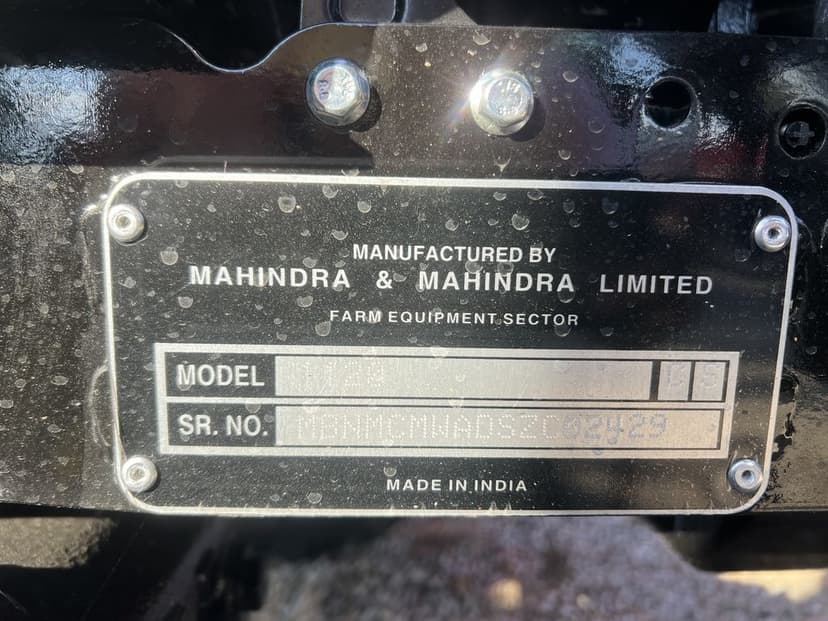 MANUFACTURED BY
MAHINDRA & MAHINDRA LIMITED
FARM EQUIPMENT SECTOR
MODEL
SR. NO. MBNMCMWADSZC02429
MADE IN INDIA